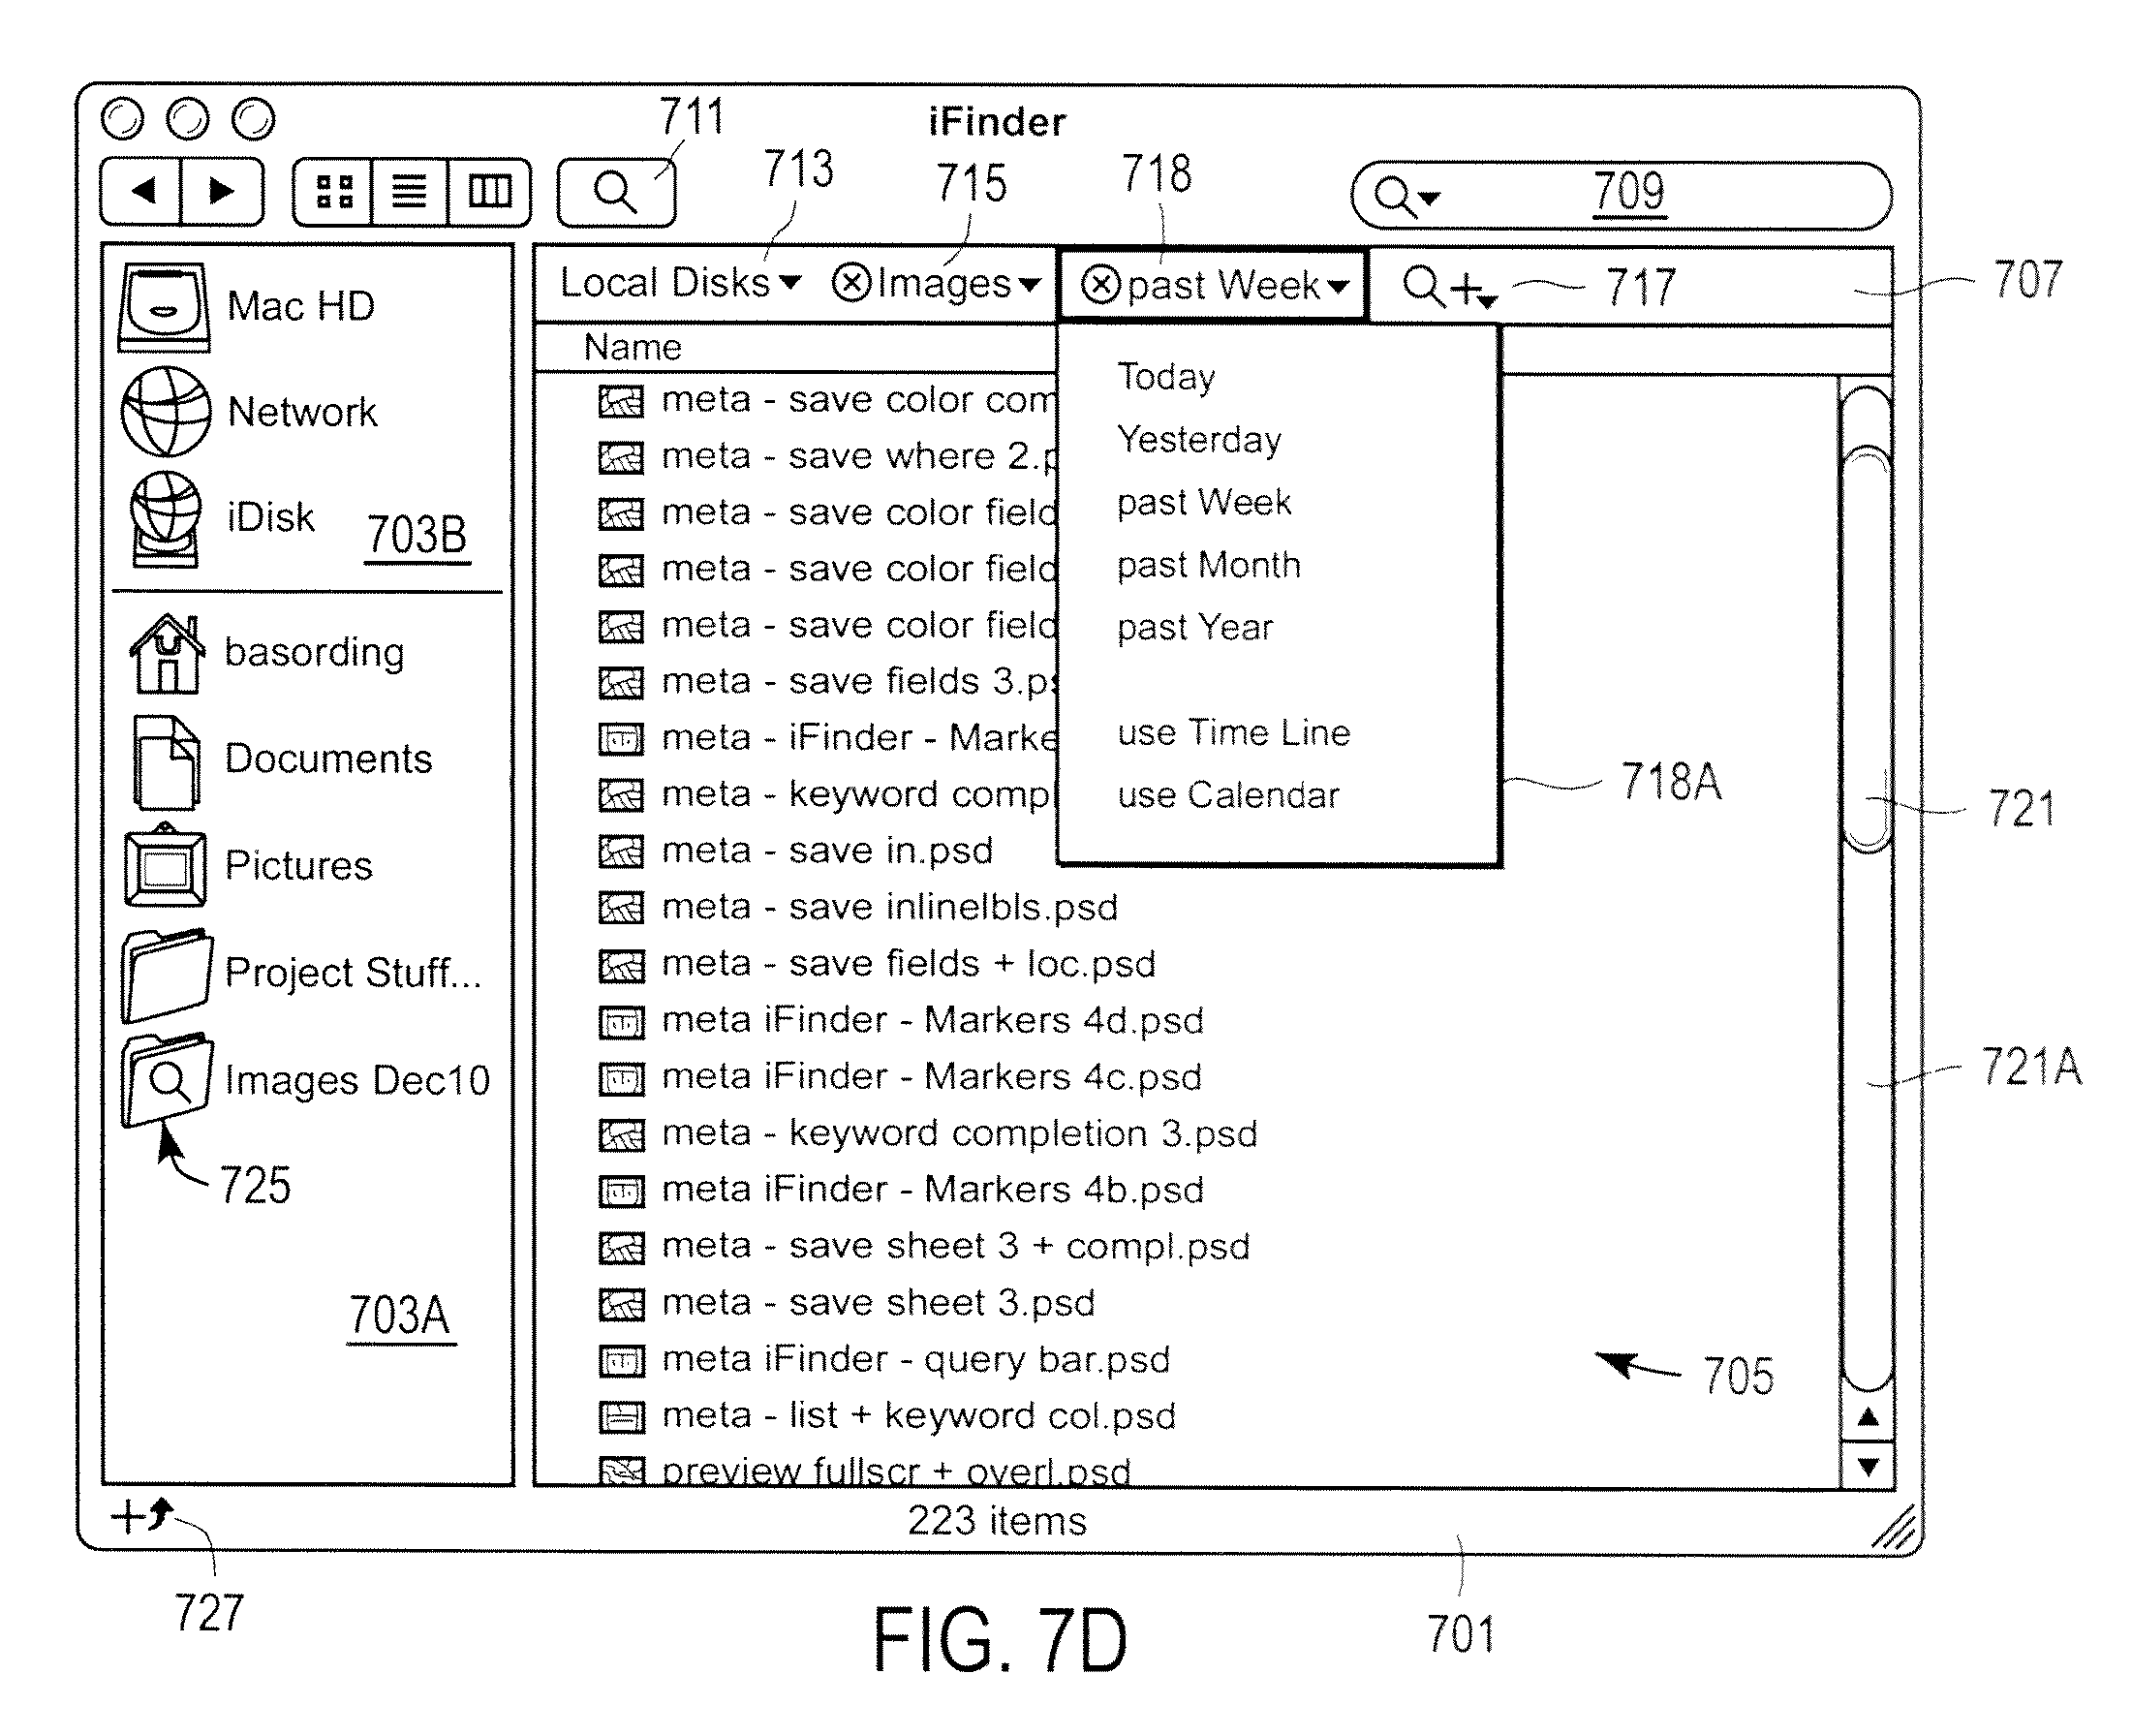 iFinder
711
713
715
718
709
Local Disks
Images
past Week
717
707
Name
Mac HD
Network
iDisk
703B
basording
Documents
Pictures
Project Stuff...
Images Dec10
725
703A
meta - save color com
meta - save where 2.p
meta - save color field
meta - save color field
meta - save color field
meta - save fields 3.ps
meta - iFinder - Marke
meta - keyword compl
meta - save in.psd
meta - save inlinelbls.psd
meta - save fields + loc.psd
meta iFinder - Markers 4d.psd
meta iFinder - Markers 4c.psd
meta - keyword completion 3.psd
meta iFinder - Markers 4b.psd
meta - save sheet 3 + compl.psd
meta - save sheet 3.psd
meta iFinder - query bar.psd
meta - list + keyword col.psd
preview fullscr + overl.psd
Today
Yesterday
past Week
past Month
past Year
use Time Line
use Calendar
718A
721
721A
705
223 items
727
701
FIG. 7D